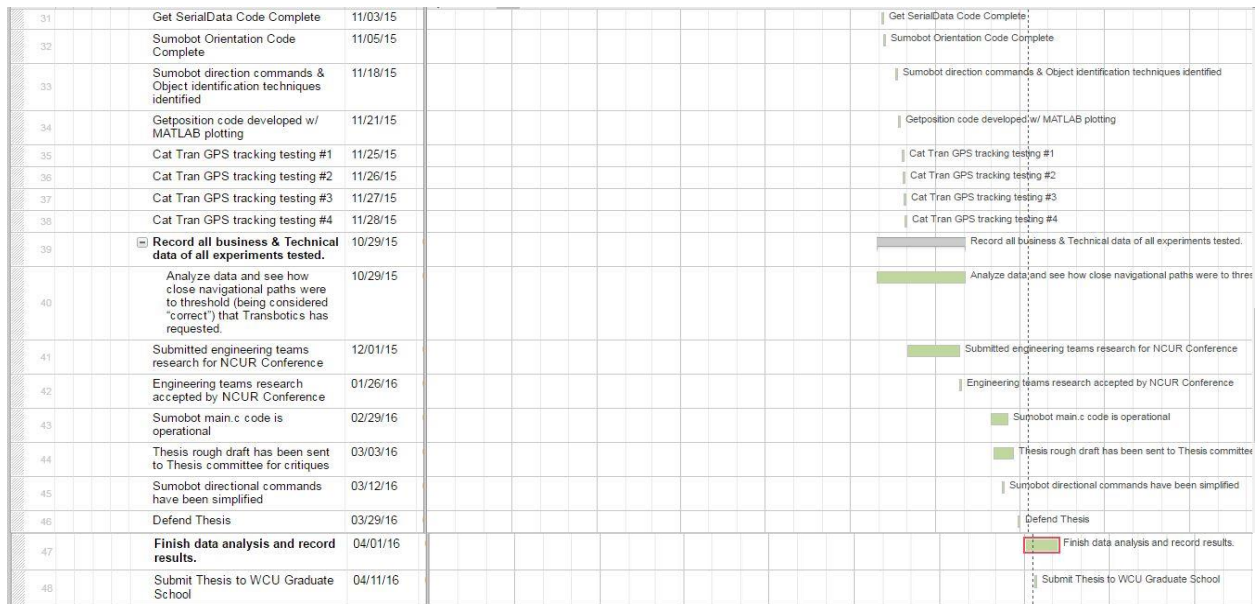 31 Get SerialData Code Complete 11/03/15 Get SerialData Code Complete
32 Sumobot Orientation Code 11/05/15 Sumobot Orientation Code Complete
Complete
33 Sumobot direction commands & 11/18/15 Sumobot direction commands & Object identification techniques identified
Object identification techniques
identified
34 Getposition code developed w/ 11/21/15 Getposition code developed w/ MATLAB plotting
MATLAB plotting
35 Cat Tran GPS tracking testing #1 11/25/15 Cat Tran GPS tracking testing #1
36 Cat Tran GPS tracking testing #2 11/26/15 Cat Tran GPS tracking testing #2
37 Cat Tran GPS tracking testing #3 11/27/15 Cat Tran GPS tracking testing #3
38 Cat Tran GPS tracking testing #4 11/28/15 Cat Tran GPS tracking testing #4
39 Record all business & Technical 10/29/15 Record all business & Technical data of all experiments tested.
data of all experiments tested.
40 Analyze data and see how 10/29/15 Analyze data and see how close navigational paths were to thres
close navigational paths were
to threshold (being considered
"correct") that Transbotics has
requested.
41 Submitted engineering teams 12/01/15 Submitted engineering teams research for NCUR Conference
research for NCUR Conference
42 Engineering teams research 01/26/16 Engineering teams research accepted by NCUR Conference
accepted by NCUR Conference
43 Sumobot main.c code is 02/29/16 Sumobot main.c code is operational
operational
44 Thesis rough draft has been sent 03/03/16 Thesis rough draft has been sent to Thesis committee
to Thesis committee for critiques
45 Sumobot directional commands 03/12/16 Sumobot directional commands have been simplified
have been simplified
46 Defend Thesis 03/29/16 Defend Thesis
47 Finish data analysis and record 04/01/16 Finish data analysis and record results.
results.
48 Submit Thesis to WCU Graduate 04/11/16 Submit Thesis to WCU Graduate School
School